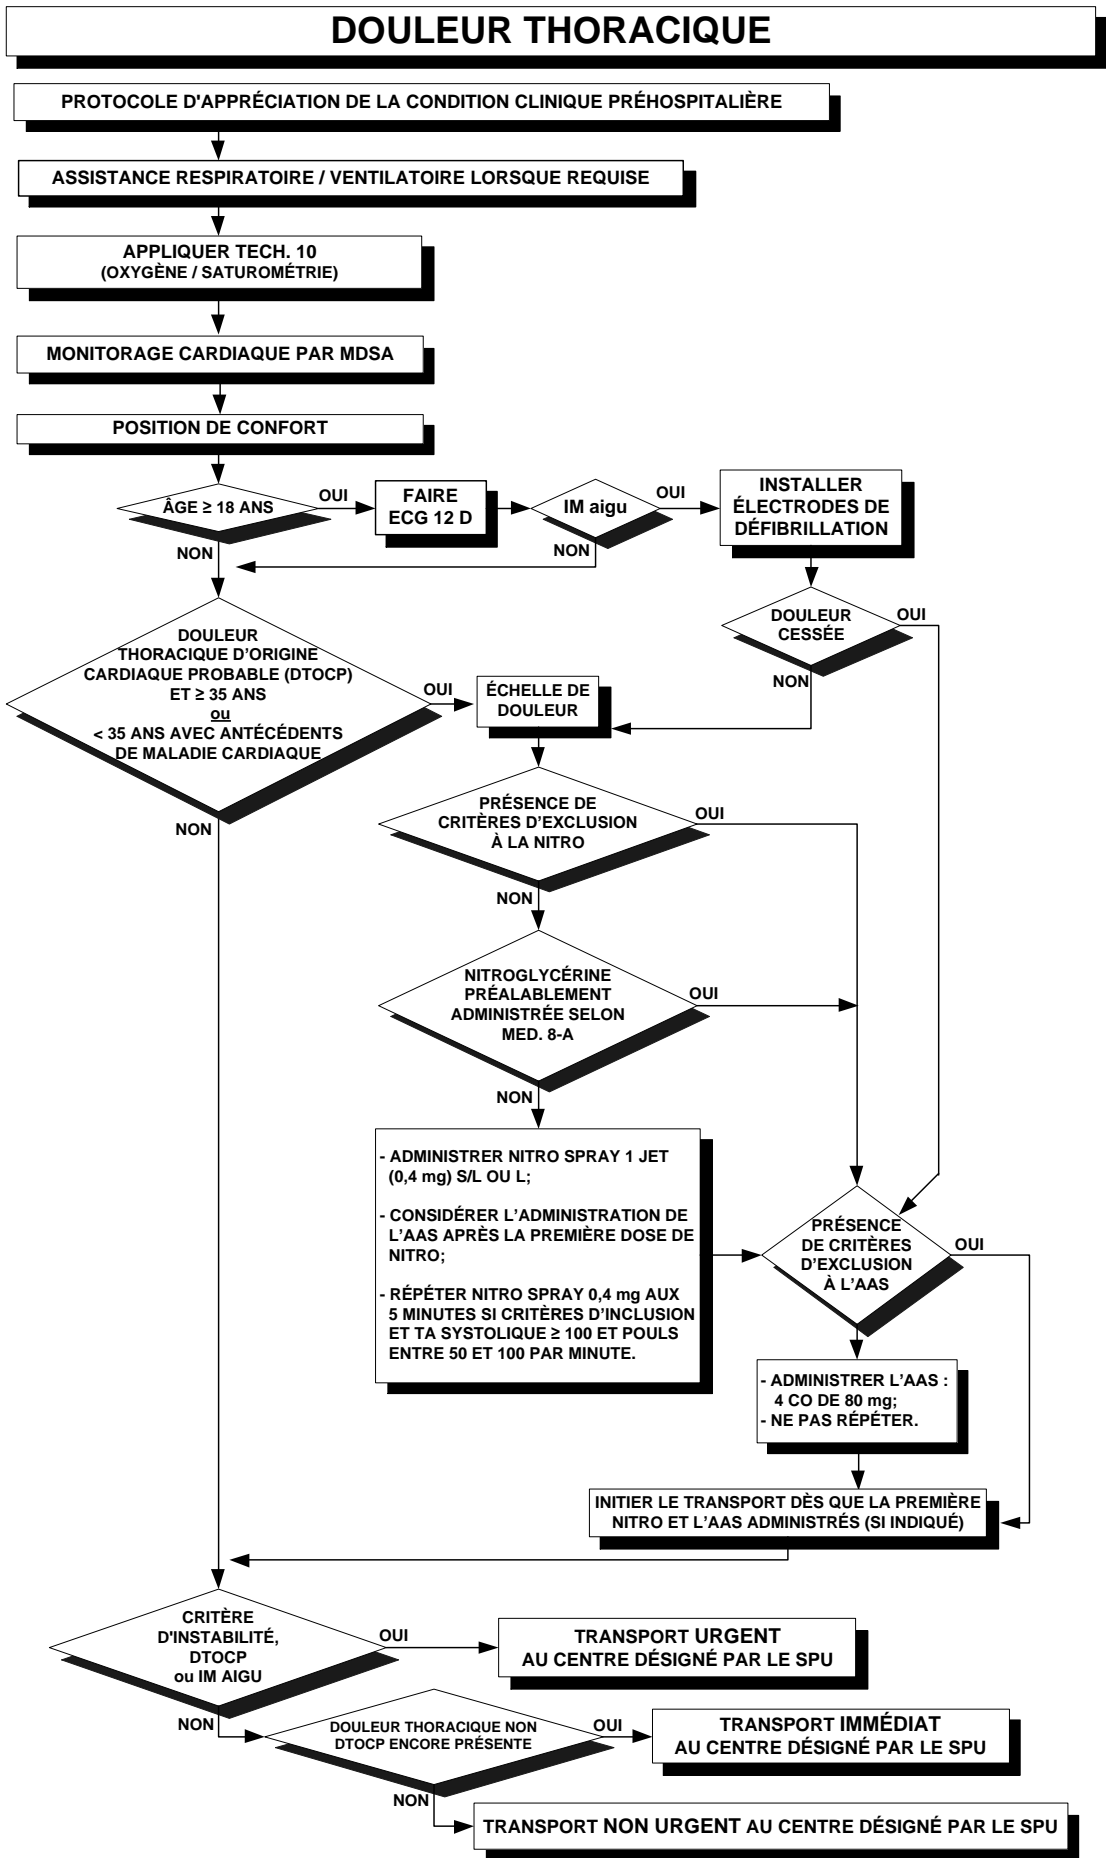 DOULEUR THORACIQUE
PROTOCOLE D'APPRÉCIATION DE LA CONDITION CLINIQUE PRÉHOSPITALIÈRE
ASSISTANCE RESPIRATOIRE / VENTILATOIRE LORSQUE REQUISE
APPLIQUER TECH. 10
(OXYGÈNE / SATUROMÉTRIE)
MONITORAGE CARDIAQUE PAR MDSA
POSITION DE CONFORT
ÂGE ≥ 18 ANS
OUI
NON
FAIRE
ECG 12 D
IM aigu
OUI
NON
INSTALLER
ÉLECTRODES DE
DÉFIBRILLATION
DOULEUR
CESSÉE
OUI
NON
DOULEUR
THORACIQUE D'ORIGINE
CARDIAQUE PROBABLE (DTOCP)
ET ≥ 35 ANS
ou
< 35 ANS AVEC ANTÉCÉDENTS
DE MALADIE CARDIAQUE
OUI
NON
ÉCHELLE DE
DOULEUR
PRÉSENCE DE
CRITÈRES D'EXCLUSION
À LA NITRO
OUI
NON
NITROGLYCÉRINE
PRÉALABLEMENT
ADMINISTRÉE SELON
MED. 8-A
OUI
NON
- ADMINISTRER NITRO SPRAY 1 JET
(0,4 mg) S/L OU L;
- CONSIDÉRER L'ADMINISTRATION DE
L'AAS APRÈS LA PREMIÈRE DOSE DE
NITRO;
- RÉPÉTER NITRO SPRAY 0,4 mg AUX
5 MINUTES SI CRITÈRES D'INCLUSION
ET TA SYSTOLIQUE ≥ 100 ET POULS
ENTRE 50 ET 100 PAR MINUTE.
PRÉSENCE
DE CRITÈRES
D'EXCLUSION
À L'AAS
OUI
- ADMINISTRER L'AAS :
4 CO DE 80 mg;
- NE PAS RÉPÉTER.
INITIER LE TRANSPORT DÈS QUE LA PREMIÈRE
NITRO ET L'AAS ADMINISTRÉS (SI INDIQUÉ)
CRITÈRE
D'INSTABILITÉ,
DTOCP
ou IM AIGU
OUI
NON
TRANSPORT URGENT
AU CENTRE DÉSIGNÉ PAR LE SPU
DOULEUR THORACIQUE NON
DTOCP ENCORE PRÉSENTE
OUI
NON
TRANSPORT IMMÉDIAT
AU CENTRE DÉSIGNÉ PAR LE SPU
TRANSPORT NON URGENT AU CENTRE DÉSIGNÉ PAR LE SPU